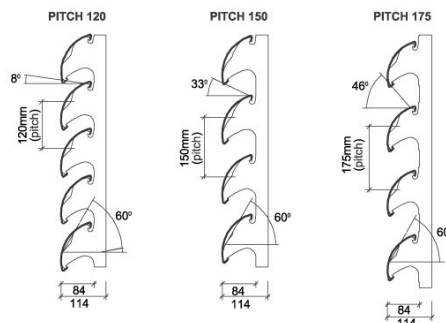 PITCH 120
PITCH 150
PITCH 175
8º
33º
46º
120mm
(pitch)
150mm
(pitch)
175mm
(pitch)
60º
60º
60
84
114
84
114
84
114